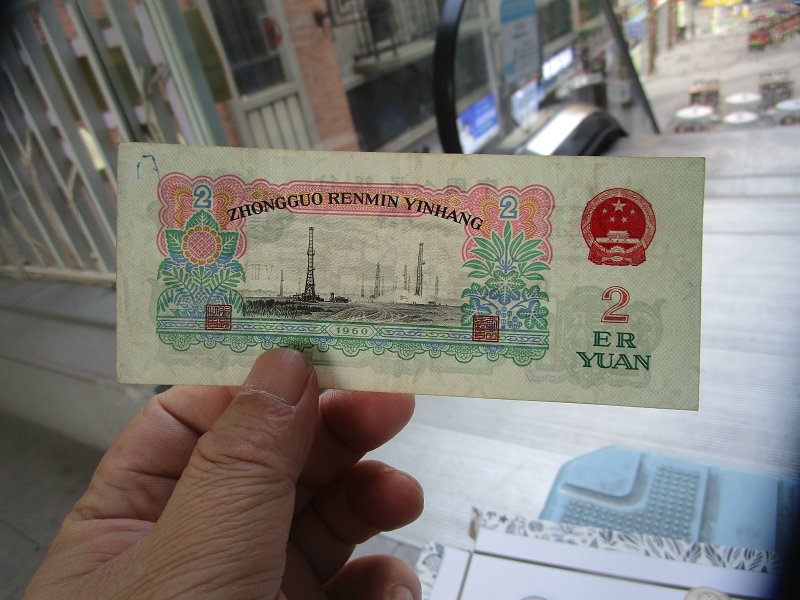 2
ZHONGGUO RENMIN YINHANG
2
1960
2
ER
YUAN